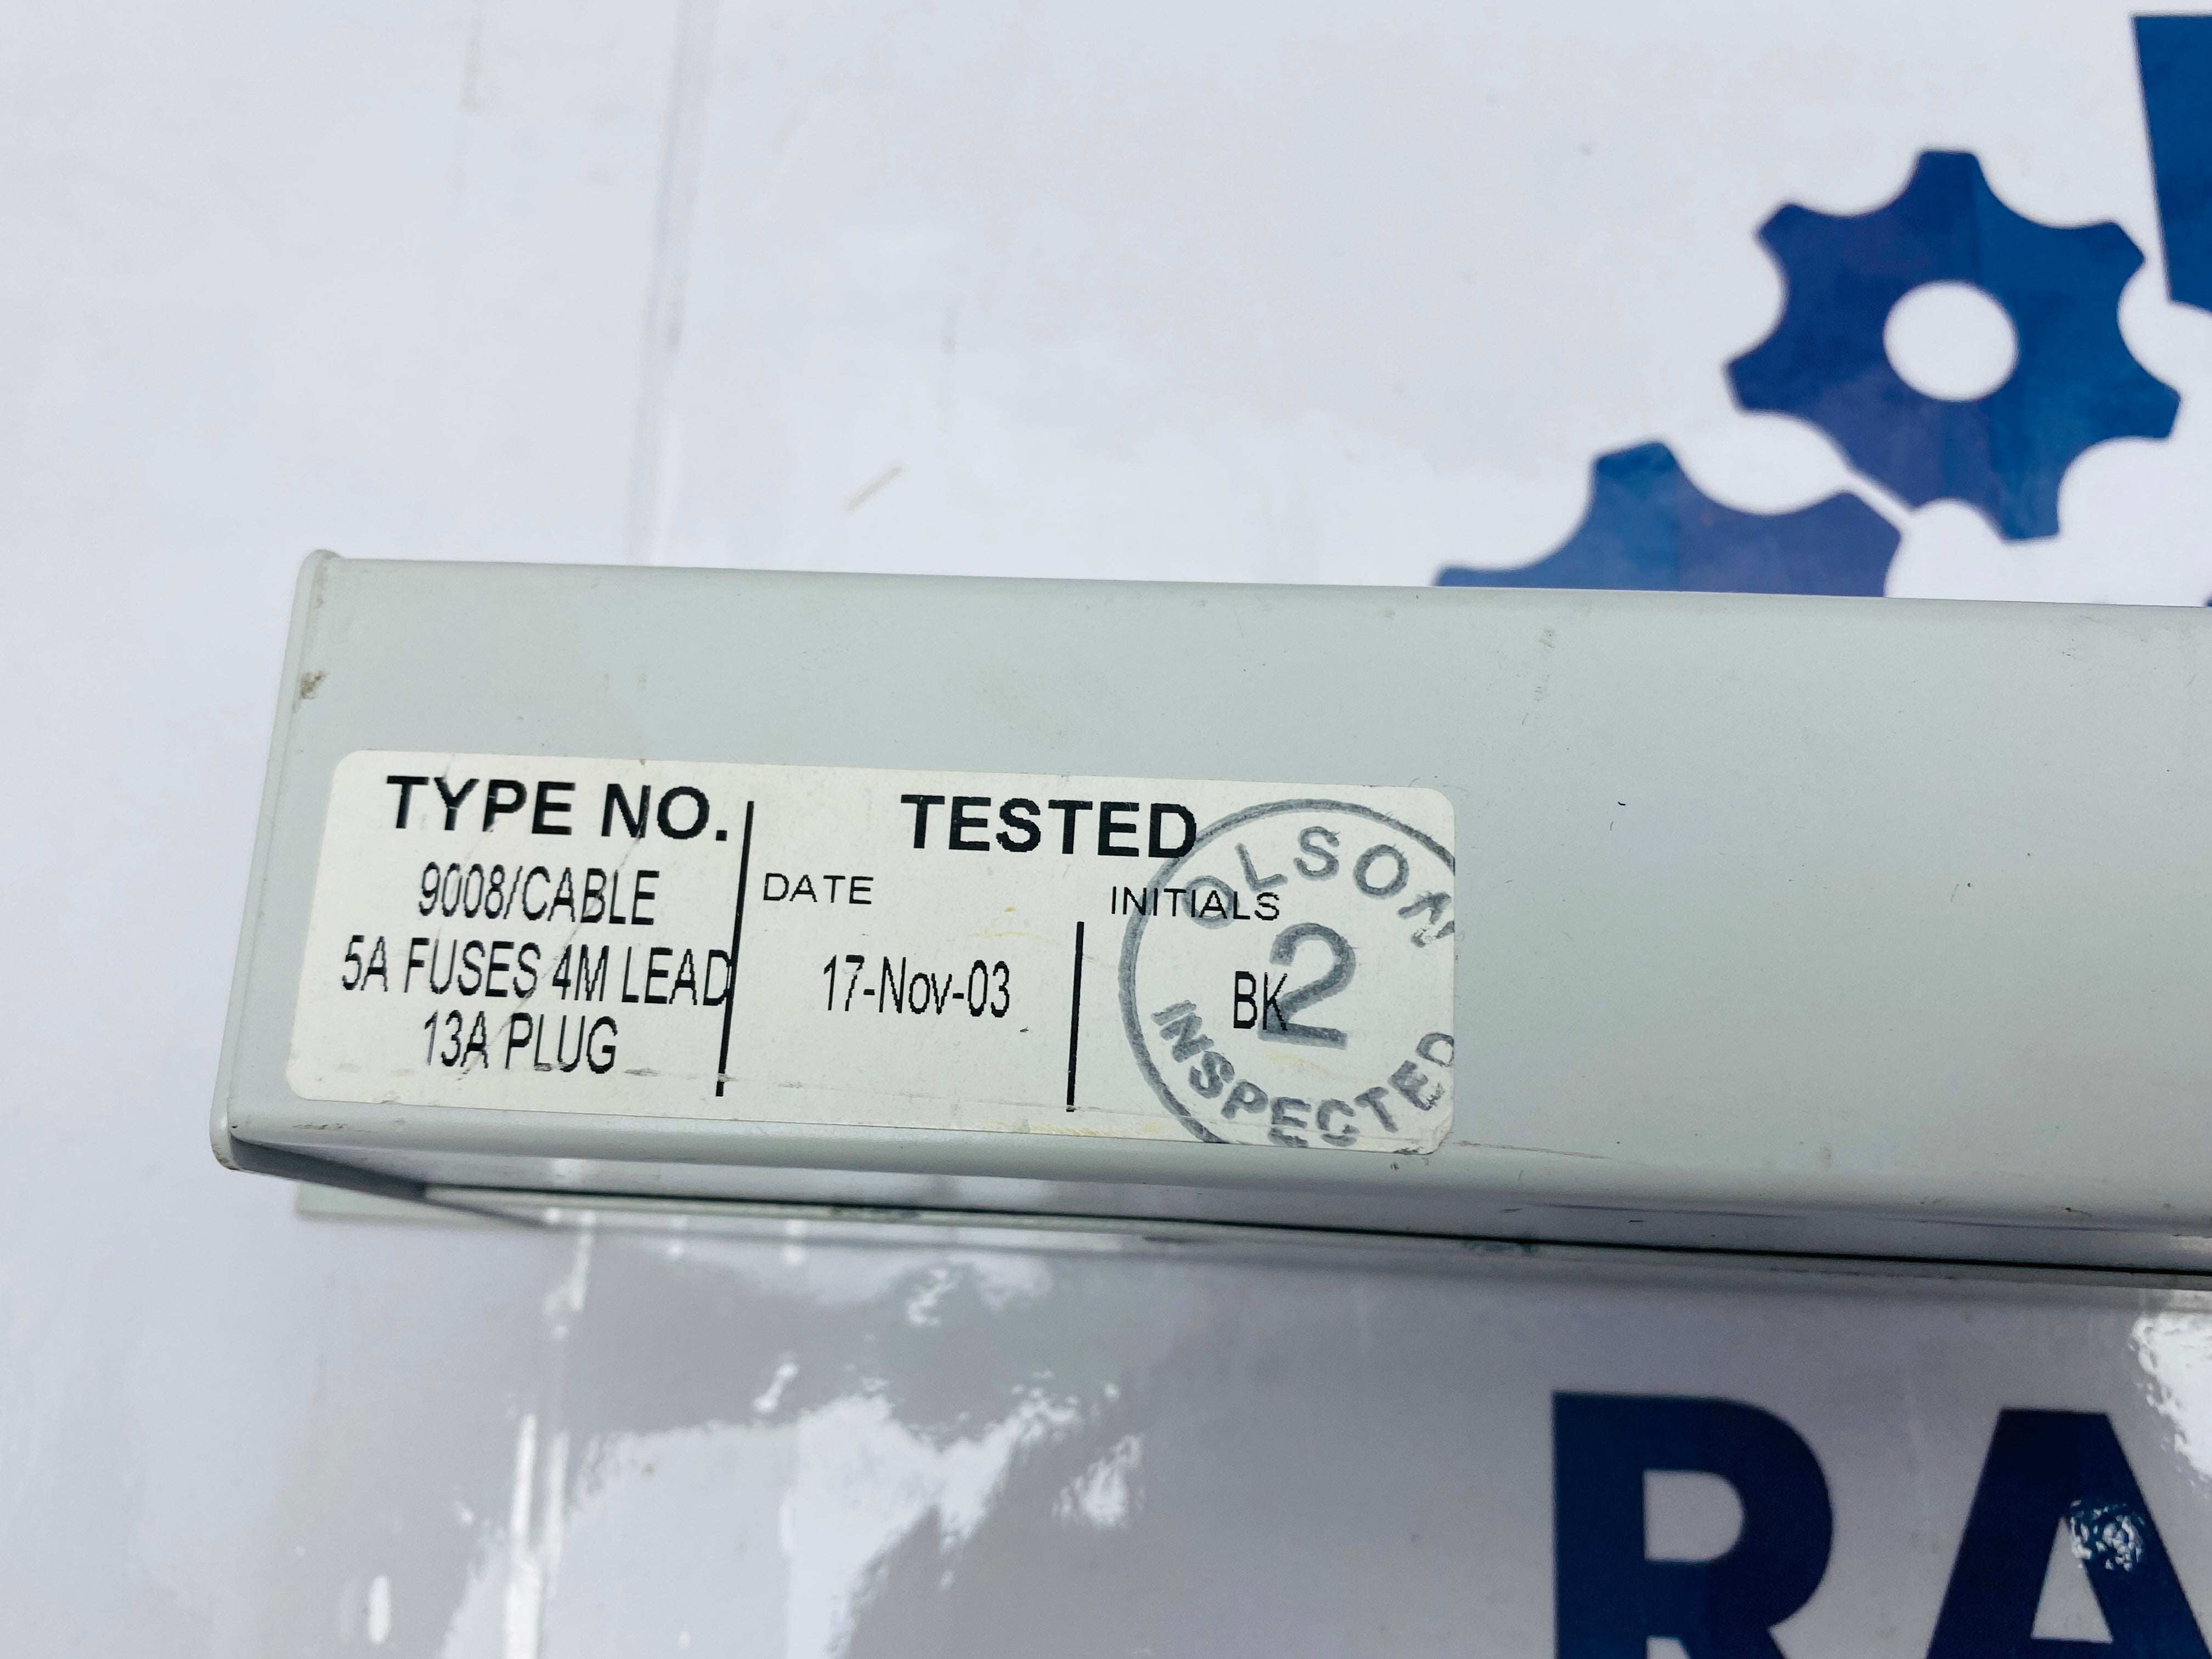 TYPE NO.
9008/CABLE
5A FUSES 4M LEAD
13A PLUG
TESTED
DATE
INITIALS
17-Nov-03
BK
OLSON
2
INSPECTED
RA